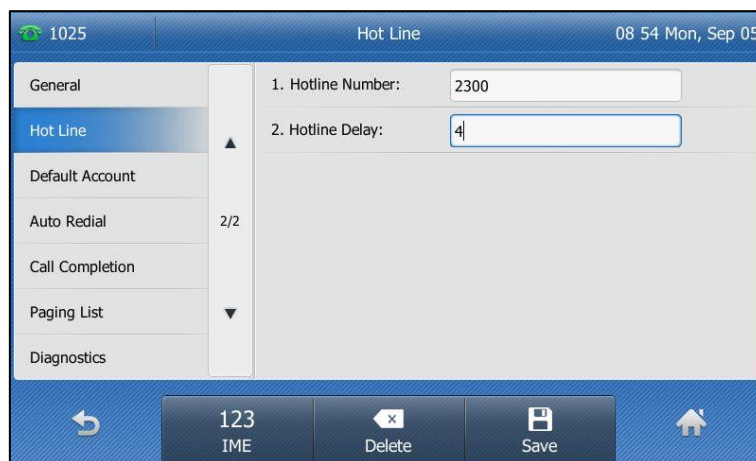 1025 Hot Line 08 54 Mon, Sep 05
General
Hot Line
Default Account
Auto Redial
Call Completion
Paging List
Diagnostics
2/2
1. Hotline Number: 2300
2. Hotline Delay: 4
123
IME
Delete
Save